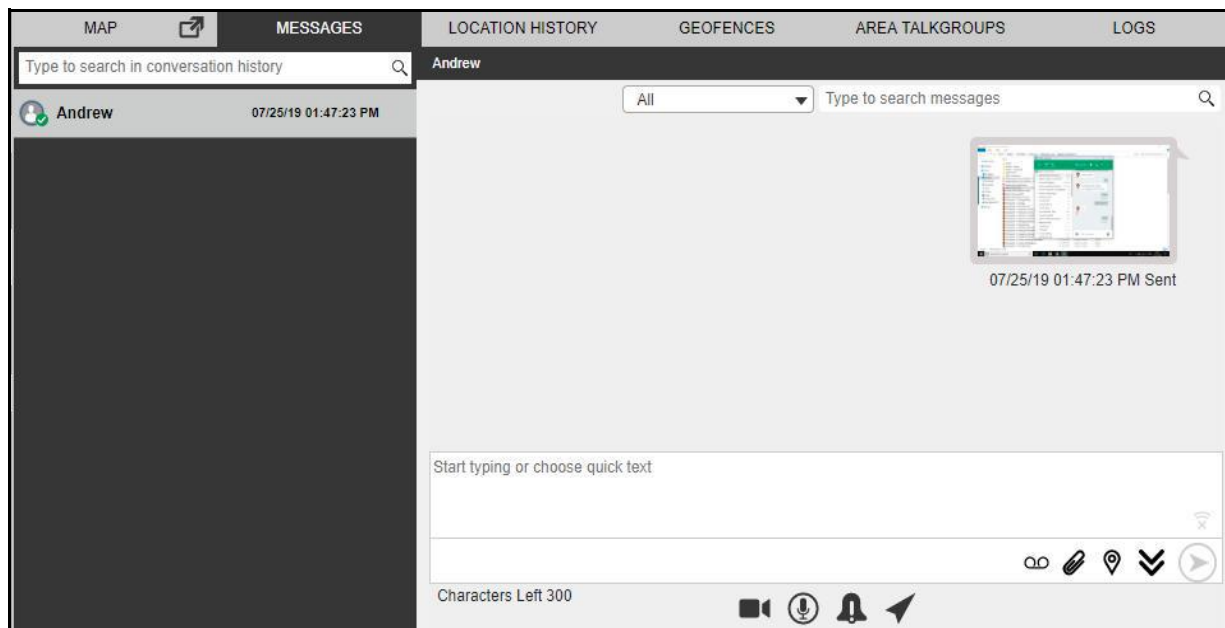 MAP
MESSAGES
LOCATION HISTORY
GEOFENCES
AREA TALKGROUPS
LOGS
Type to search in conversation history
Andrew
07/25/19 01:47:23 PM
Andrew
All
Type to search messages
07/25/19 01:47:23 PM Sent
Start typing or choose quick text
Characters Left 300